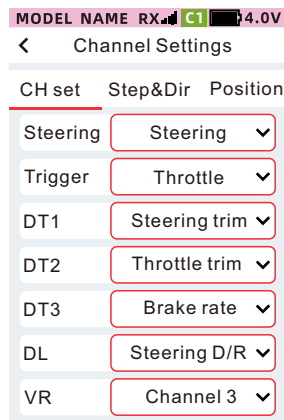 MODEL NAME RX C1 4.0V
Channel Settings
CH set Step&Dir Position
Steering Steering
Trigger Throttle
DT1 Steering trim
DT2 Throttle trim
DT3 Brake rate
DL Steering D/R
VR Channel 3